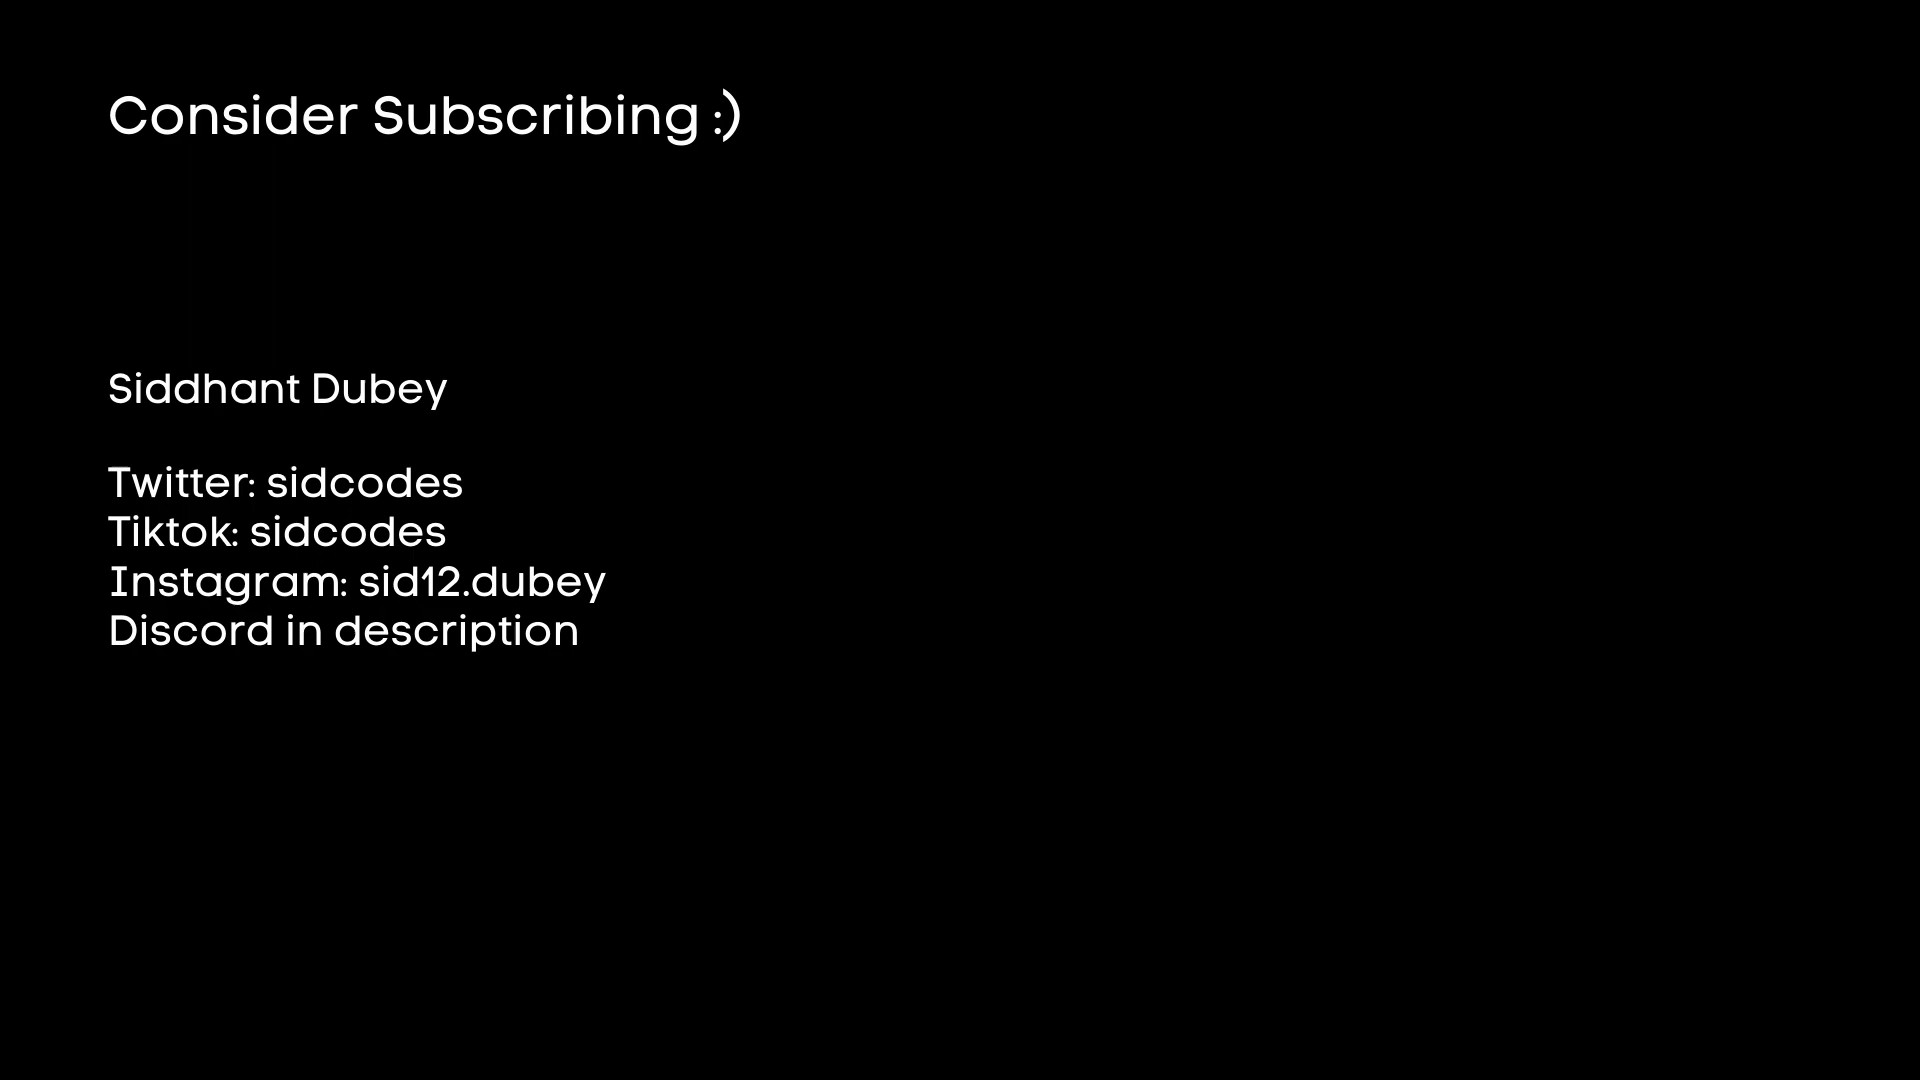 Consider Subscribing :)
Siddhant Dubey
Twitter: sidcodes
Tiktok: sidcodes
Instagram: sid12.dubey
Discord in description